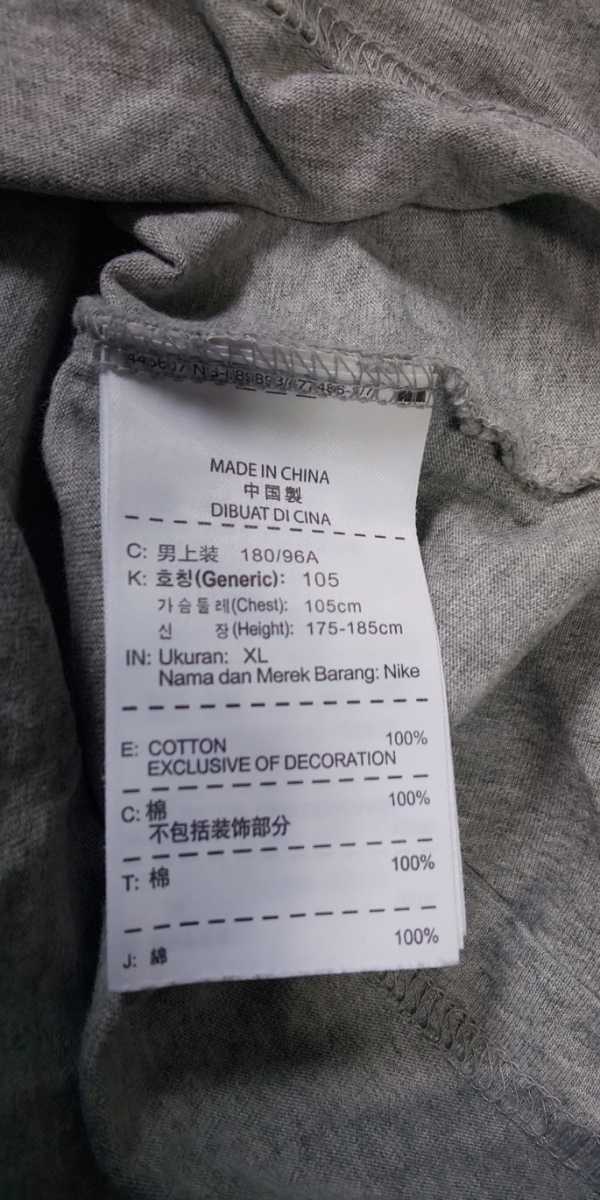 MADE IN CHINA
中国製
DIBUAT DI CINA
C: 男上装 180/96A
K: 호칭(Generic): 105
가슴둘레(Chest): 105cm
신 장(Height): 175-185cm
IN: Ukuran: XL
Nama dan Merek Barang: Nike
E: COTTON 100%
EXCLUSIVE OF DECORATION
C: 棉 100%
不包括装饰部分
T: 棉 100%
J: 綿 100%